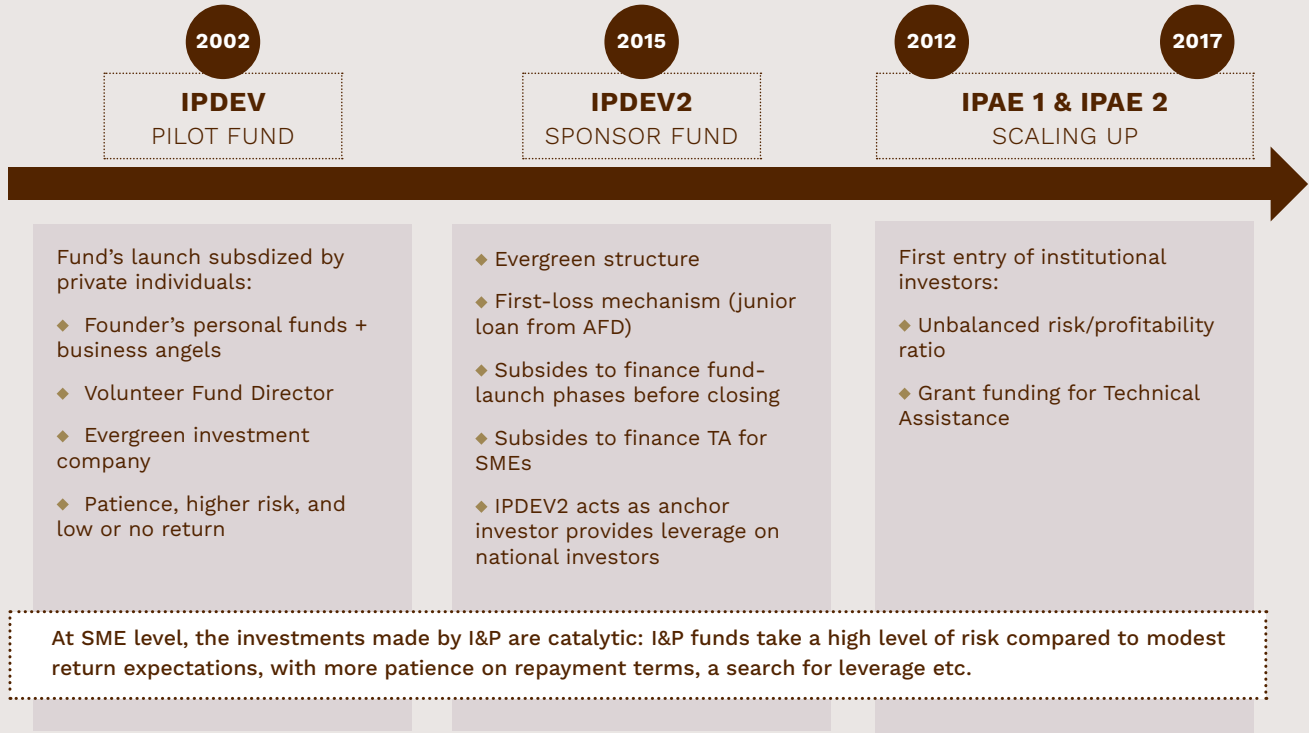 2002
IPDEV
PILOT FUND
2015
IPDEV2
SPONSOR FUND
2012
2017
IPAE 1 & IPAE 2
SCALING UP
Fund’s launch subsdized by
private individuals:
◆ Founder’s personal funds +
business angels
◆ Volunteer Fund Director
◆ Evergreen investment
company
◆ Patience, higher risk, and
low or no return
◆ Evergreen structure
◆ First-loss mechanism (junior
loan from AFD)
◆ Subsides to finance fund-
launch phases before closing
◆ Subsides to finance TA for
SMEs
◆ IPDEV2 acts as anchor
investor provides leverage on
national investors
First entry of institutional
investors:
◆ Unbalanced risk/profitability
ratio
◆ Grant funding for Technical
Assistance
At SME level, the investments made by I&P are catalytic: I&P funds take a high level of risk compared to modest
return expectations, with more patience on repayment terms, a search for leverage etc.